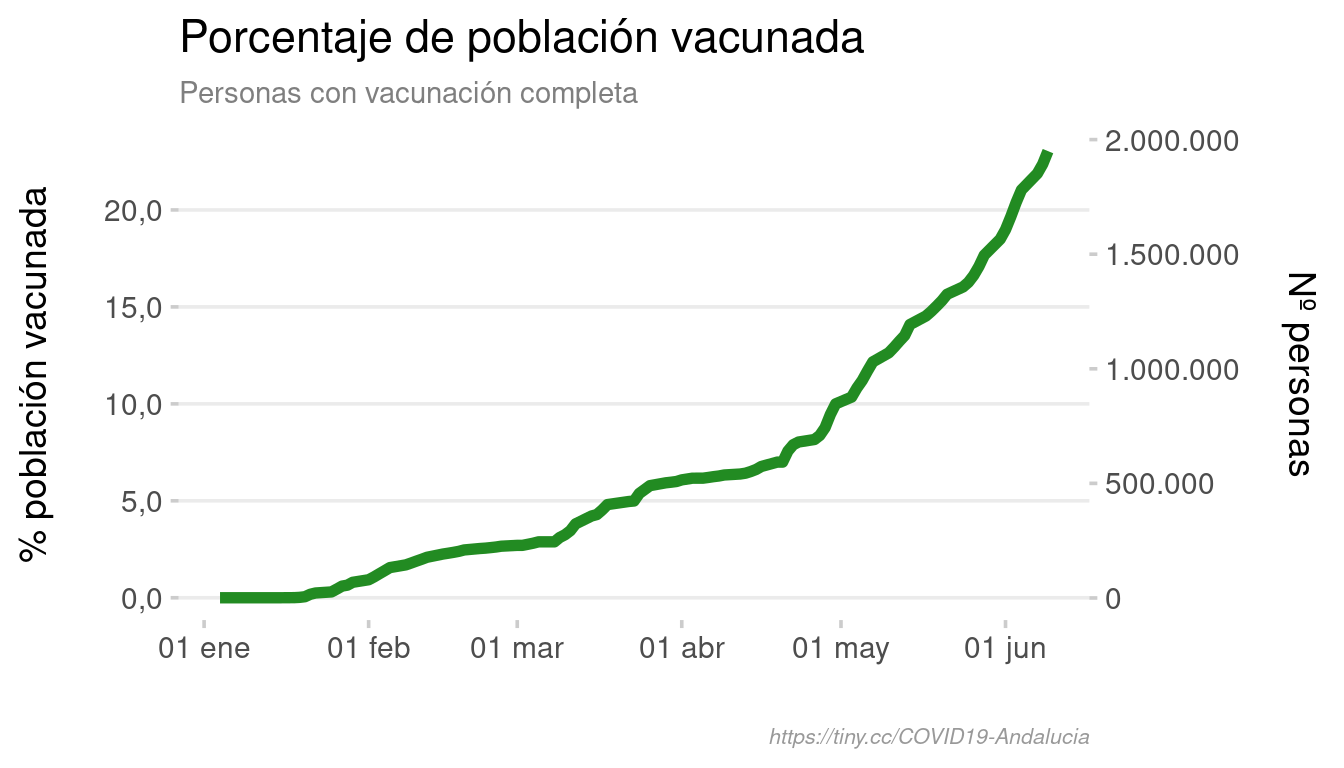 Porcentaje de población vacunada
Personas con vacunación completa
% población vacunada
20,0
15,0
10,0
5,0
0,0
2.000.000
1.500.000
1.000.000
500.000
0
Nº personas
01 ene
01 feb
01 mar
01 abr
01 may
01 jun
https://tiny.cc/COVID19-Andalucia